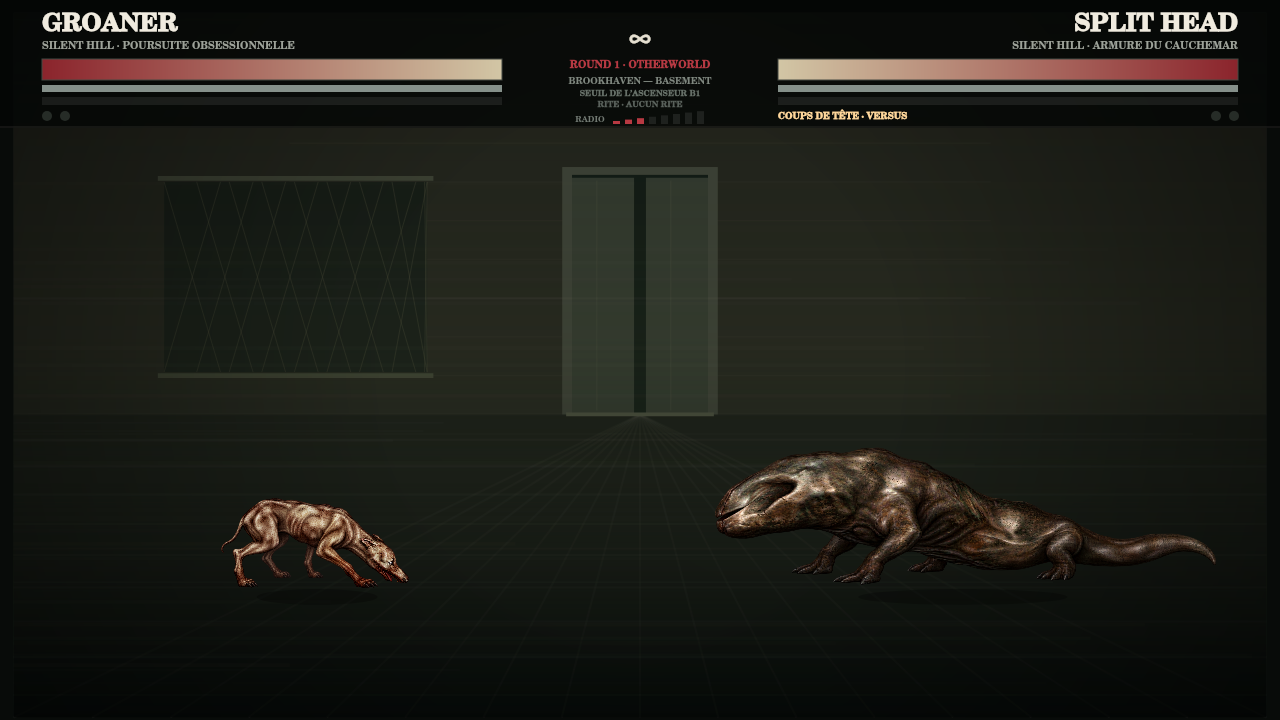 GROANER
SILENT HILL · POURSUITE OBSESSIONNELLE
∞
ROUND 1 · OTHERWORLD
BROOKHAVEN — BASEMENT
SEUIL DE L'ASCENSEUR B1
RITE · AUCUN RITE
RADIO
SPLIT HEAD
SILENT HILL · ARMURE DU CAUCHEMAR
COUPS DE TÊTE · VERSUS